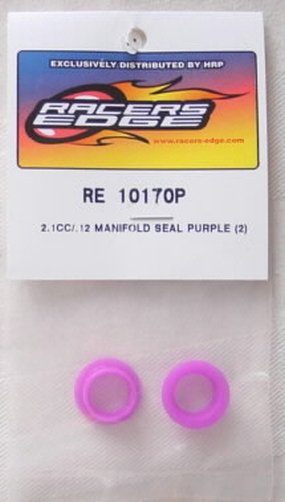 EXCLUSIVELY DISTRIBUTED BY HRP
RACERS
EDGE
www.racers-edge.com
RE 10170P
2.1CC/.12 MANIFOLD SEAL PURPLE (2)